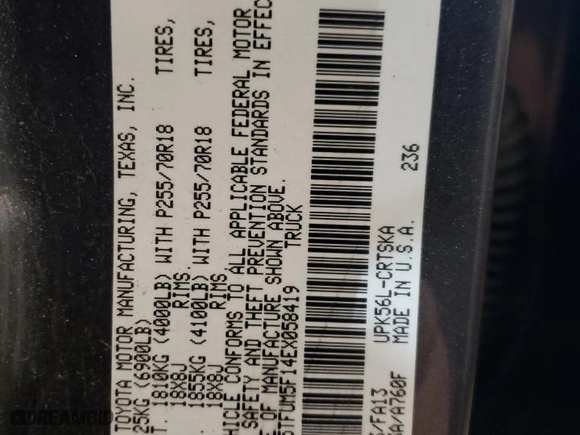 TOYOTA MOTOR MANUFACTURING, TEXAS, INC.
25KG (6900LB)
T. 1810KG (4000LB) WITH P255/70R18 TIRES,
18X8J RIMS.
1855KG (4100LB) WITH P255/70R18 TIRES,
18X8J RIMS.
HICLE CONFORMS TO ALL APPLICABLE FEDERAL MOTOR
SAFETY AND THEFT PREVENTION STANDARDS IN EFFEC
E OF MANUFACTURE SHOWN ABOVE.
TFUM5F14EX058419 TRUCK
/FA13 UPK56L-CRTSKA 236
A/A760F MADE IN U.S.A.
DREAMBID